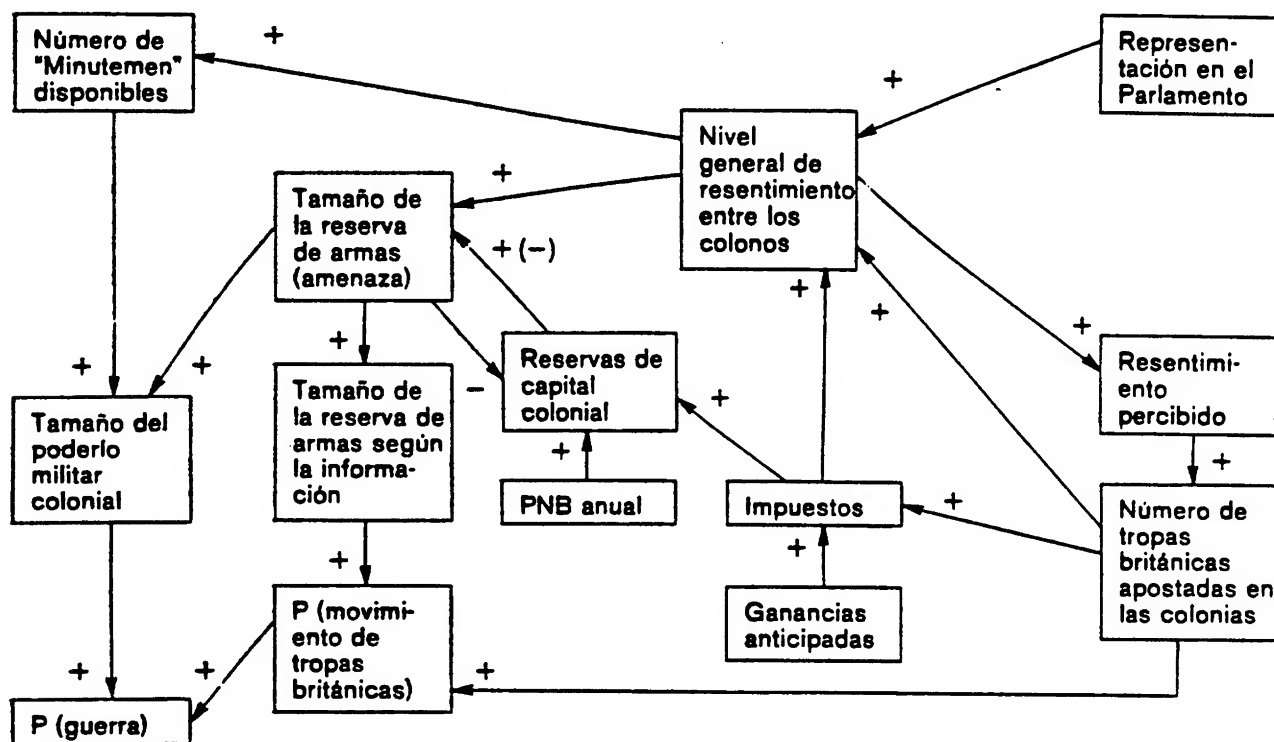 Número de
"Minutemen"
disponibles
+
+
Represen-
tación en el
Parlamento
Nivel
general de
resentimiento
entre los
colonos
+
Tamaño de
la reserva
de armas
(amenaza)
+ (-)
+
+
+
+
+
+
-
Reservas de
capital
colonial
+
Resentimi-
ento
percibido
Tamaño del
poderío
militar
colonial
Tamaño de
la reserva de
armas según
la informa-
ción
+
+
PNB anual
Impuestos
+
Número de
tropas
británicas
apostadas en
las colonias
+
+
Ganancias
anticipadas
P (movimi-
ento de
tropas
británicas)
+
+
+
P (guerra)